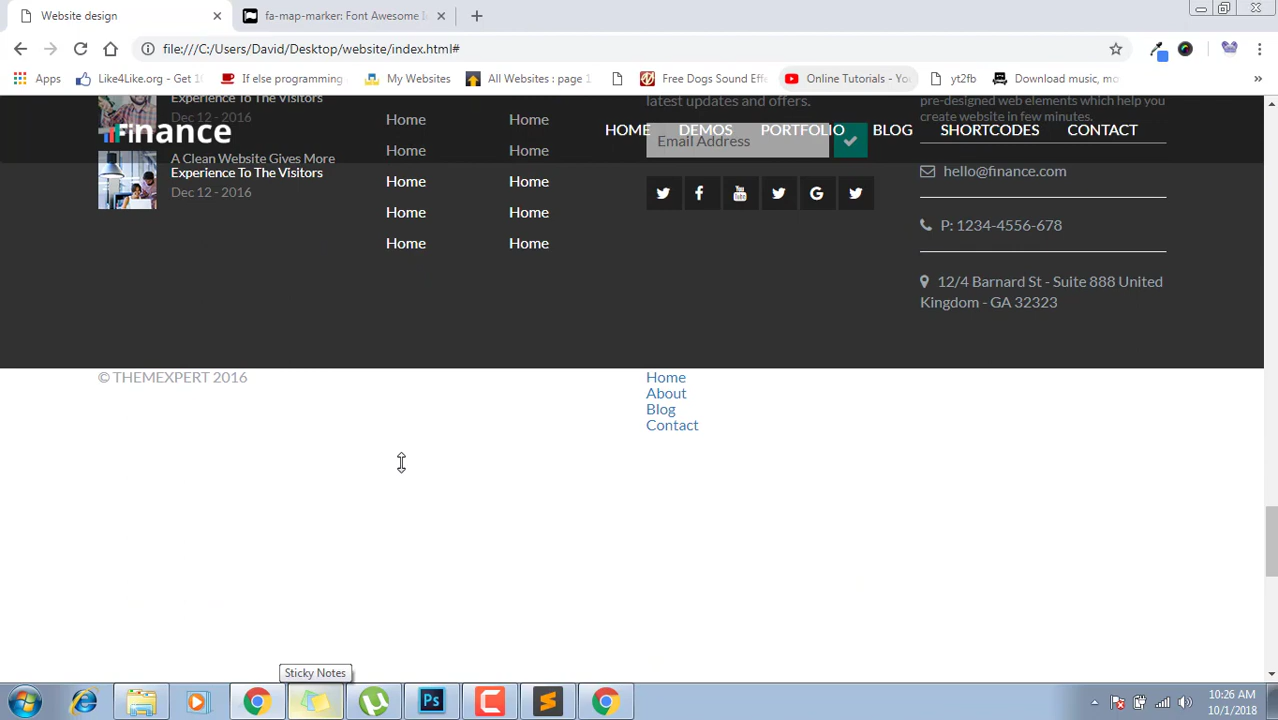 Website design
fa-map-marker: Font Awesome I
file:///C:/Users/David/Desktop/website/index.html#
Apps
Like4Like.org - Get 10
If else programming
My Websites
All Websites : page 1
Free Dogs Sound Effe
Online Tutorials - You
yt2fb
Download music, mo
»
Experience To The Visitors
Dec 12 - 2016
Finance
Home
Home
latest updates and offers.
pre-designed web elements which help you
create website in few minutes.
HOME
DEMOS
PORTFOLIO
BLOG
SHORTCODES
CONTACT
Email Address
A Clean Website Gives More
Experience To The Visitors
Dec 12 - 2016
Home
Home
Home
Home
Home
Home
Home
Home
hello@finance.com
P: 1234-4556-678
12/4 Barnard St - Suite 888 United
Kingdom - GA 32323
© THEMEXPERT 2016
Home
About
Blog
Contact
Sticky Notes
10:26 AM
10/1/2018